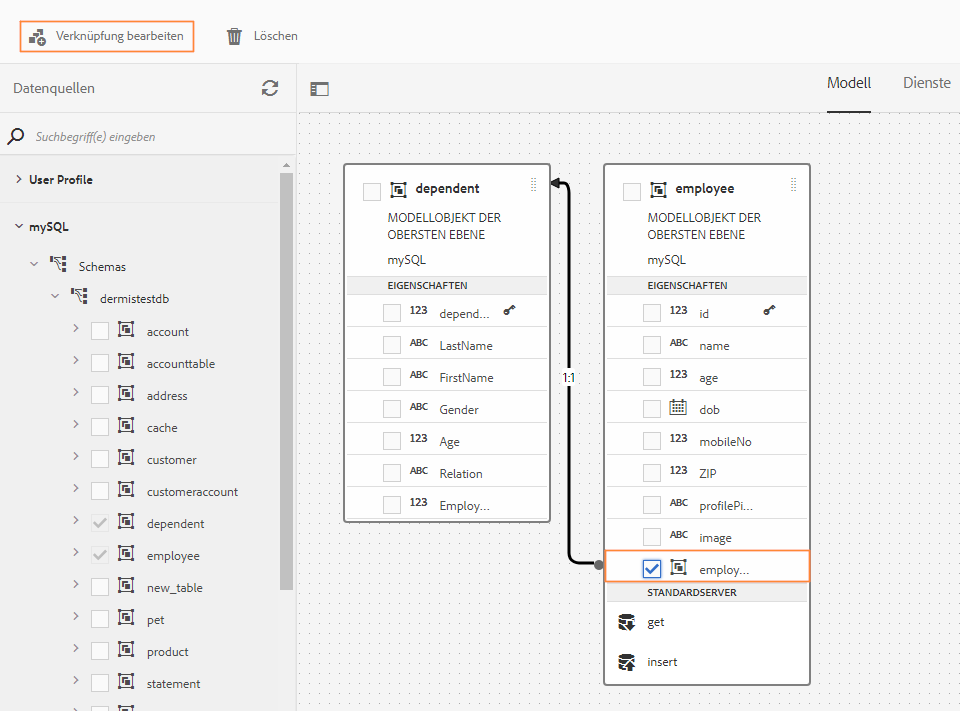 Verknüpfung bearbeiten
Löschen
Datenquellen
Modell
Dienste
Suchbegriff(e) eingeben
User Profile
mySQL
Schemas
dermistestdb
account
accounttable
address
cache
customer
customeraccount
dependent
employee
new_table
pet
product
statement
dependent
MODELLOBJEKT DER
OBERSTEN EBENE
mySQL
EIGENSCHAFTEN
123 depend...
ABC LastName
ABC FirstName
ABC Gender
123 Age
ABC Relation
123 Employ...
1:1
employee
MODELLOBJEKT DER
OBERSTEN EBENE
mySQL
EIGENSCHAFTEN
123 id
ABC name
123 age
dob
123 mobileNo
123 ZIP
ABC profilePi...
ABC image
employ...
STANDARDSERVER
get
insert